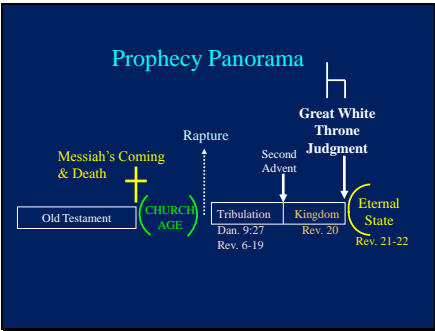 Prophecy Panorama
Great White
Throne
Judgment
Rapture
Second
Advent
Messiah's Coming
& Death
Old Testament
CHURCH
AGE
Tribulation
Kingdom
Eternal
State
Dan. 9:27
Rev. 6-19
Rev. 20
Rev. 21-22